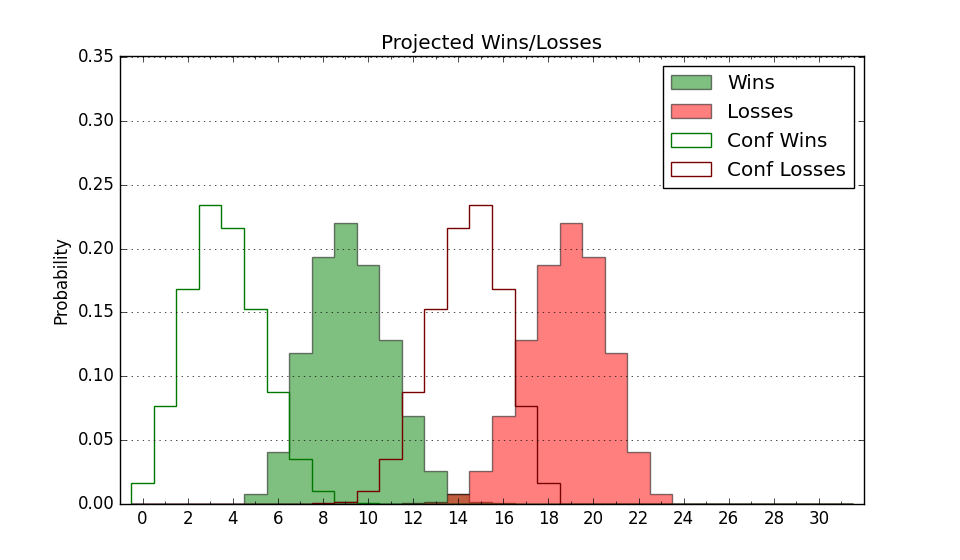 Projected Wins/Losses
0.35
0.30
0.25
0.20
0.15
0.10
0.05
0.00
Probability
Wins
Losses
Conf Wins
Conf Losses
0 2 4 6 8 10 12 14 16 18 20 22 24 26 28 30